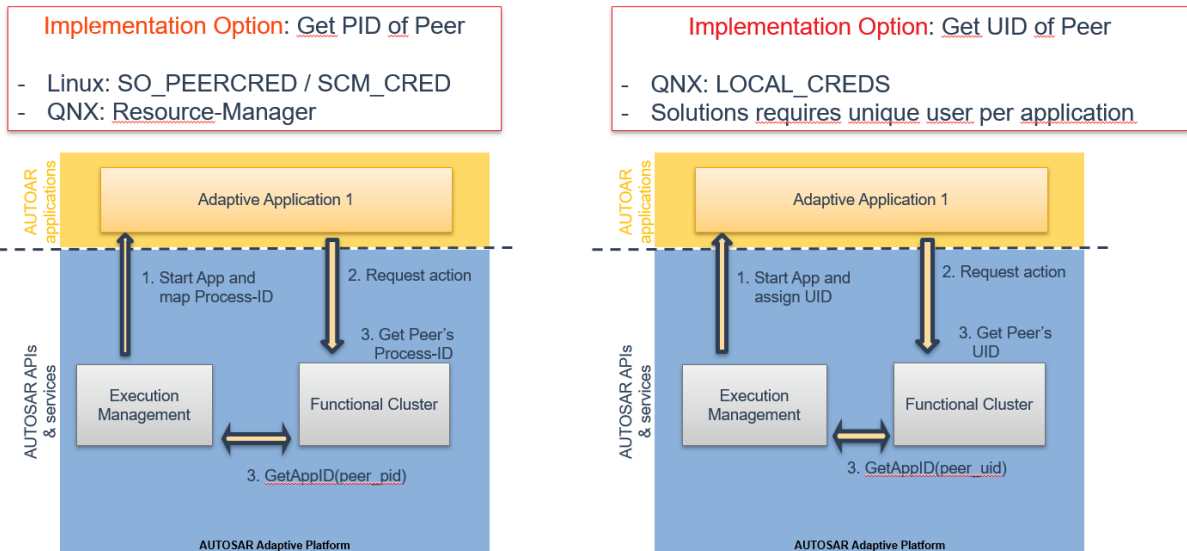 Implementation Option: Get PID of Peer
- Linux: SO_PEERCRED / SCM_CRED
- QNX: Resource-Manager
AUTOAR
applications
Adaptive Application 1
1. Start App and
map Process-ID
2. Request action
3. Get Peer's
Process-ID
AUTOSAR APIs
& services
Execution
Management
Functional Cluster
3. GetAppID(peer_pid)
AUTOSAR Adaptive Platform
Implementation Option: Get UID of Peer
- QNX: LOCAL_CREDS
- Solutions requires unique user per application
AUTOAR
applications
Adaptive Application 1
1. Start App and
assign UID
2. Request action
3. Get Peer's
UID
AUTOSAR APIs
& services
Execution
Management
Functional Cluster
3. GetAppID(peer_uid)
AUTOSAR Adaptive Platform